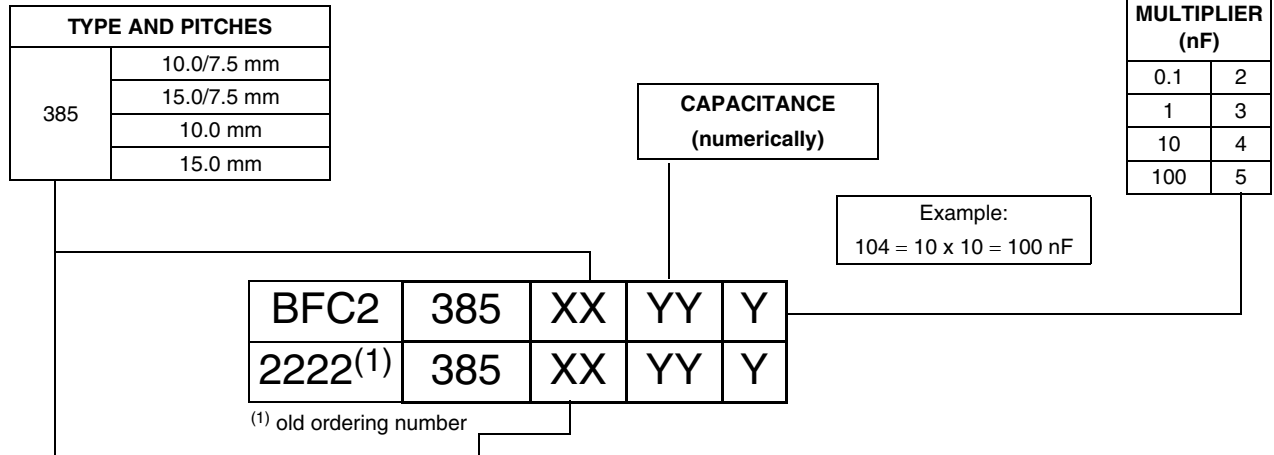 TYPE AND PITCHES
385
10.0/7.5 mm
15.0/7.5 mm
10.0 mm
15.0 mm
CAPACITANCE
(numerically)
MULTIPLIER
(nF)
0.1 2
1 3
10 4
100 5
Example:
104 = 10 x 10 = 100 nF
BFC2 385 XX YY Y
2222(1) 385 XX YY Y
(1) old ordering number